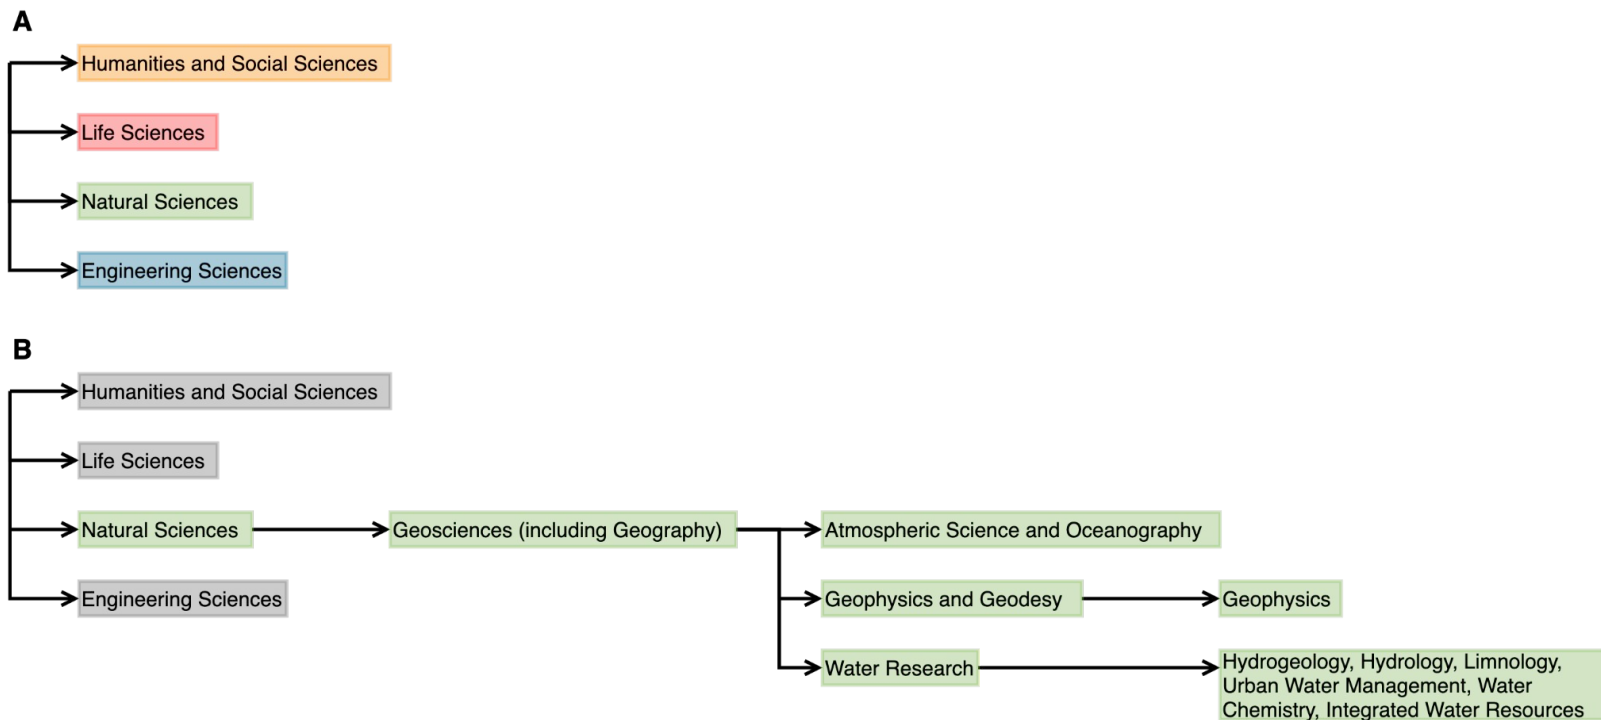 A
Humanities and Social Sciences
Life Sciences
Natural Sciences
Engineering Sciences
B
Humanities and Social Sciences
Life Sciences
Natural Sciences
Geosciences (including Geography)
Atmospheric Science and Oceanography
Engineering Sciences
Geophysics and Geodesy
Geophysics
Water Research
Hydrogeology, Hydrology, Limnology,
Urban Water Management, Water
Chemistry, Integrated Water Resources